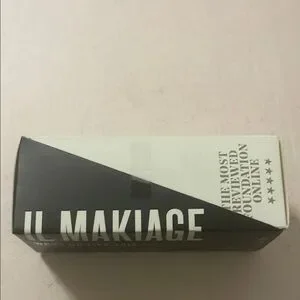 IL MAKIAGE
THE MOST
REVIEWED
FOUNDATION
ONLINE